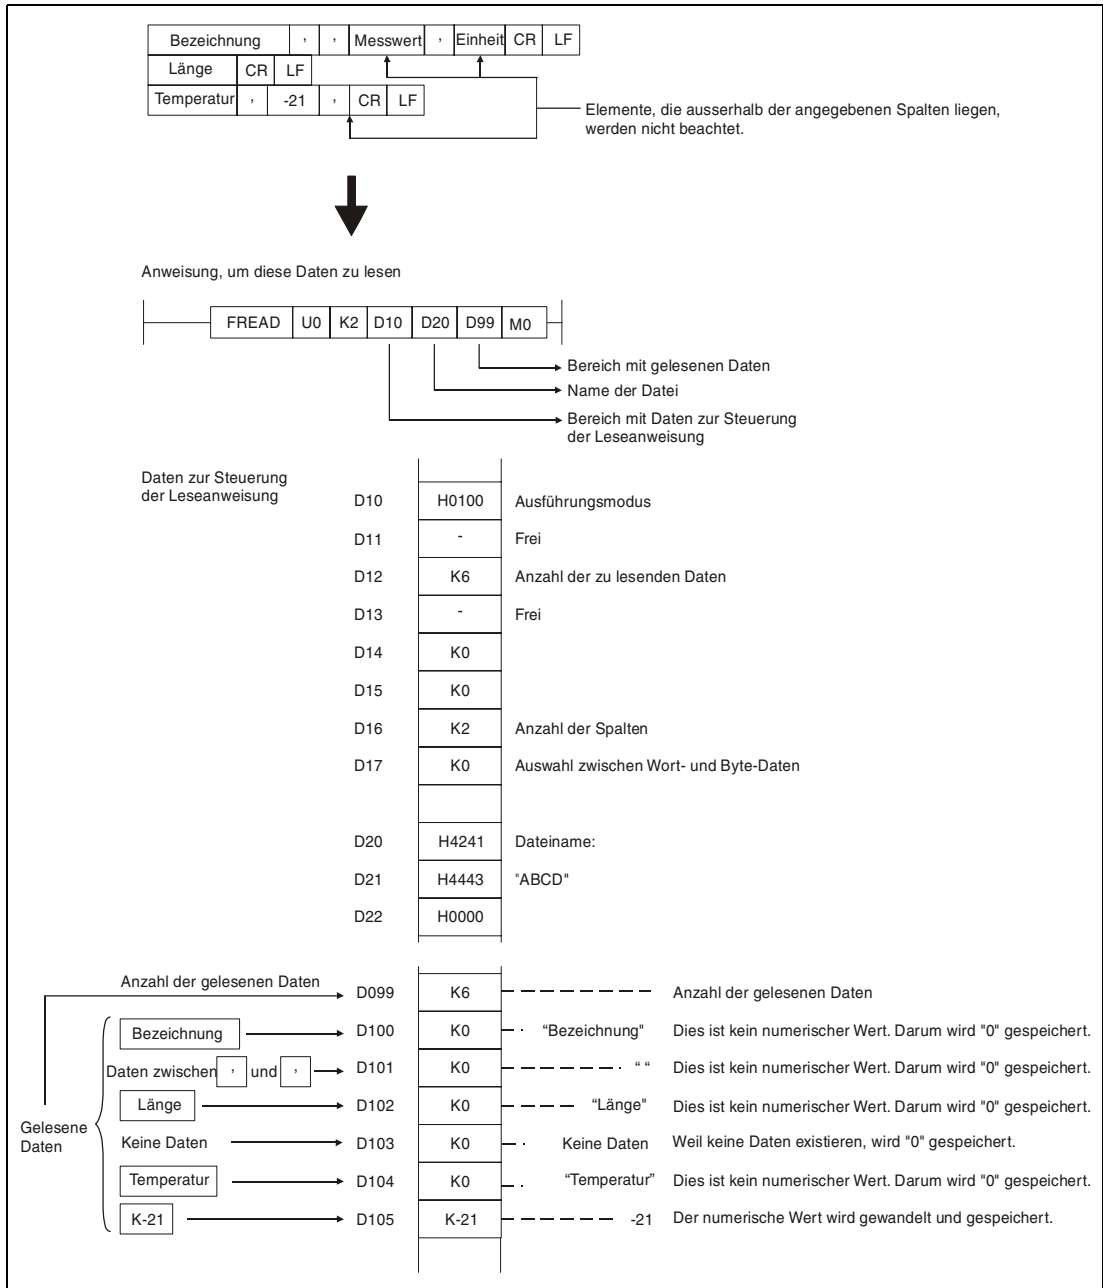 Bezeichnung , , Messwert , Einheit CR LF
Länge CR LF
Temperatur , -21 , CR LF
Elemente, die ausserhalb der angegebenen Spalten liegen,
werden nicht beachtet.
Anweisung, um diese Daten zu lesen
FREAD U0 K2 D10 D20 D99 M0
Bereich mit gelesenen Daten
Name der Datei
Bereich mit Daten zur Steuerung
der Leseanweisung
Daten zur Steuerung
der Leseanweisung
D10 H0100 Ausführungsmodus
D11 - Frei
D12 K6 Anzahl der zu lesenden Daten
D13 - Frei
D14 K0
D15 K0
D16 K2 Anzahl der Spalten
D17 K0 Auswahl zwischen Wort- und Byte-Daten
D20 H4241 Dateiname:
D21 H4443 "ABCD"
D22 H0000
Anzahl der gelesenen Daten D099 K6 Anzahl der gelesenen Daten
Bezeichnung D100 K0 “Bezeichnung" Dies ist kein numerischer Wert. Darum wird "0" gespeichert.
Daten zwischen , und , D101 K0 “ “ Dies ist kein numerischer Wert. Darum wird "0" gespeichert.
Länge D102 K0 “Länge" Dies ist kein numerischer Wert. Darum wird "0" gespeichert.
Gelesene
Daten
Keine Daten D103 K0 Keine Daten Weil keine Daten existieren, wird "0" gespeichert.
Temperatur D104 K0 “Temperatur” Dies ist kein numerischer Wert. Darum wird "0" gespeichert.
K-21 D105 K-21 -21 Der numerische Wert wird gewandelt und gespeichert.